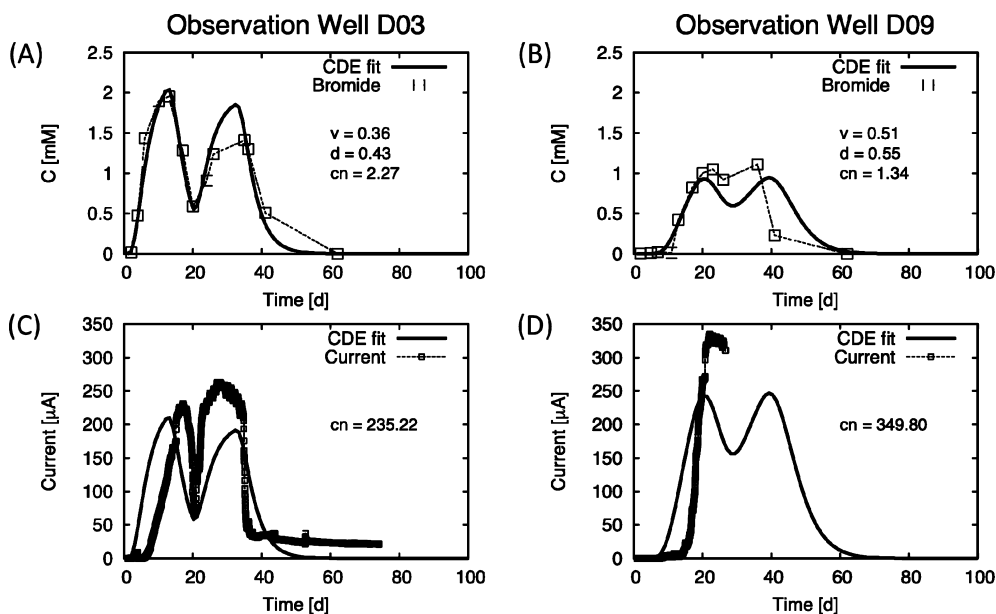 Observation Well D03
Observation Well D09
(A)
2.5
2
1.5
1
0.5
0
C [mM]
CDE fit
Bromide
v = 0.36
d = 0.43
cn = 2.27
0 20 40 60 80 100
Time [d]
(B)
2.5
2
1.5
1
0.5
0
C [mM]
CDE fit
Bromide
v = 0.51
d = 0.55
cn = 1.34
0 20 40 60 80 100
Time [d]
(C)
350
300
250
200
150
100
50
0
Current [μA]
CDE fit
Current
cn = 235.22
0 20 40 60 80 100
Time [d]
(D)
350
300
250
200
150
100
50
0
Current [μA]
CDE fit
Current
cn = 349.80
0 20 40 60 80 100
Time [d]